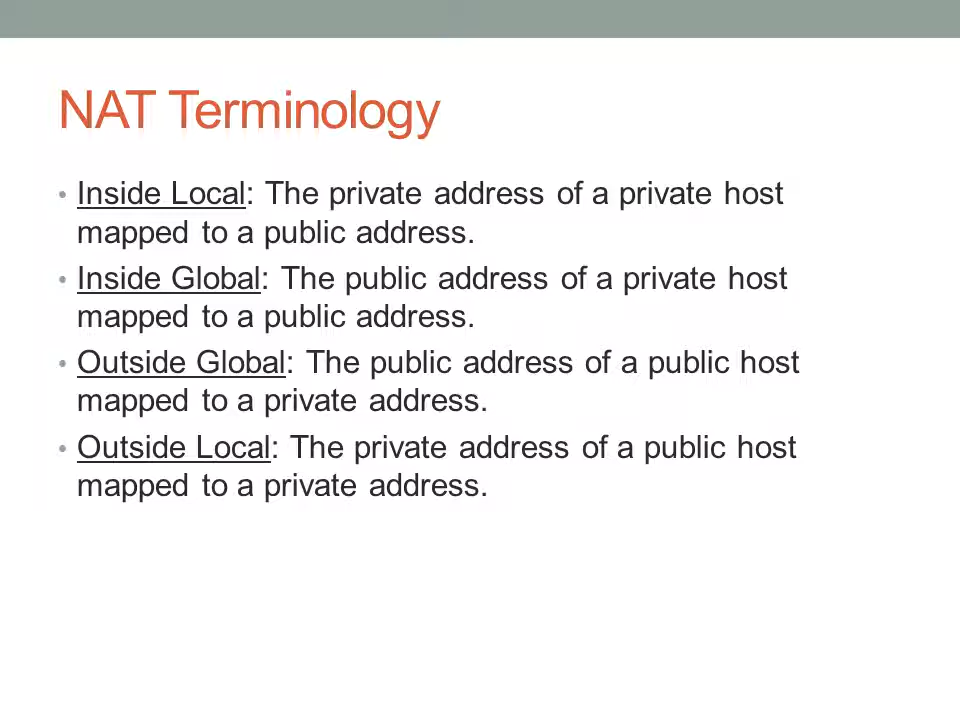 NAT Terminology
• Inside Local: The private address of a private host
mapped to a public address.
• Inside Global: The public address of a private host
mapped to a public address.
• Outside Global: The public address of a public host
mapped to a private address.
• Outside Local: The private address of a public host
mapped to a private address.